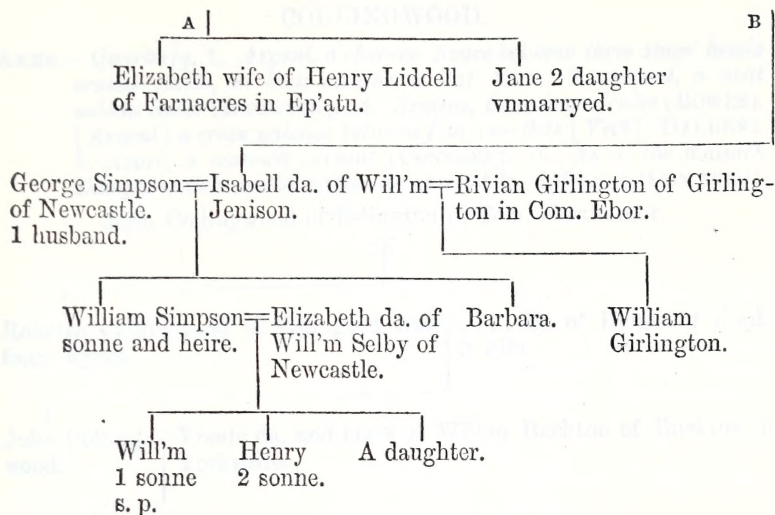 A B
Elizabeth wife of Henry Liddell
of Farnacres in Ep'atu.
Jane 2 daughter
vnmarryed.
George Simpson=Isabell da. of Will'm=Rivian Girlington of Girling-
of Newcastle. Jenison. ton in Com. Ebor.
1 husband.
William Simpson=Elizabeth da. of
sonne and heire. Will'm Selby of
Newcastle.
Barbara.
William
Girlington.
Will'm
1 sonne
s. p.
Henry
2 sonne.
A daughter.